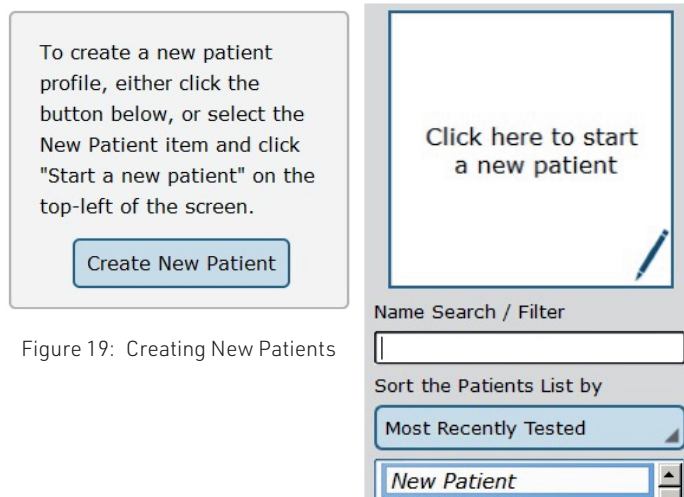 To create a new patient
profile, either click the
button below, or select the
New Patient item and click
"Start a new patient" on the
top-left of the screen.
Create New Patient
Figure 19: Creating New Patients
Click here to start
a new patient
Name Search / Filter
Sort the Patients List by
Most Recently Tested
New Patient